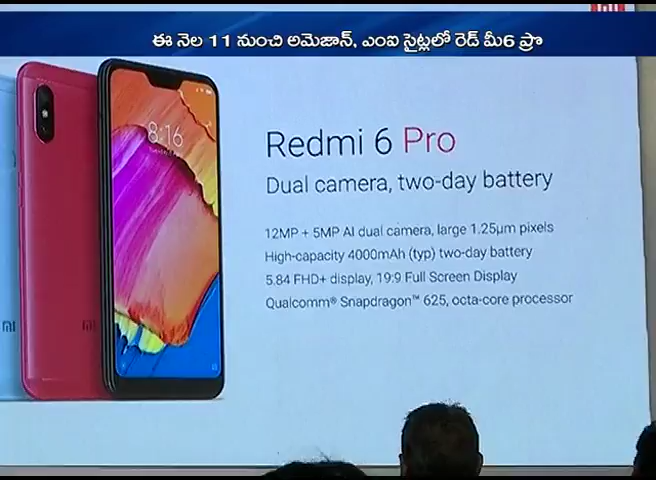 ఈ నెల 11 నుంచి అమెజాన్, ఎంఐ సైట్లలో రెడ్ మీ6 ప్రో
8:16
Redmi 6 Pro
Dual camera, two-day battery
12MP + 5MP AI dual camera, large 1.25μm pixels
High-capacity 4000mAh (typ) two-day battery
5.84 FHD+ display, 19:9 Full Screen Display
Qualcomm® Snapdragon™ 625, octa-core processor
MI
MI